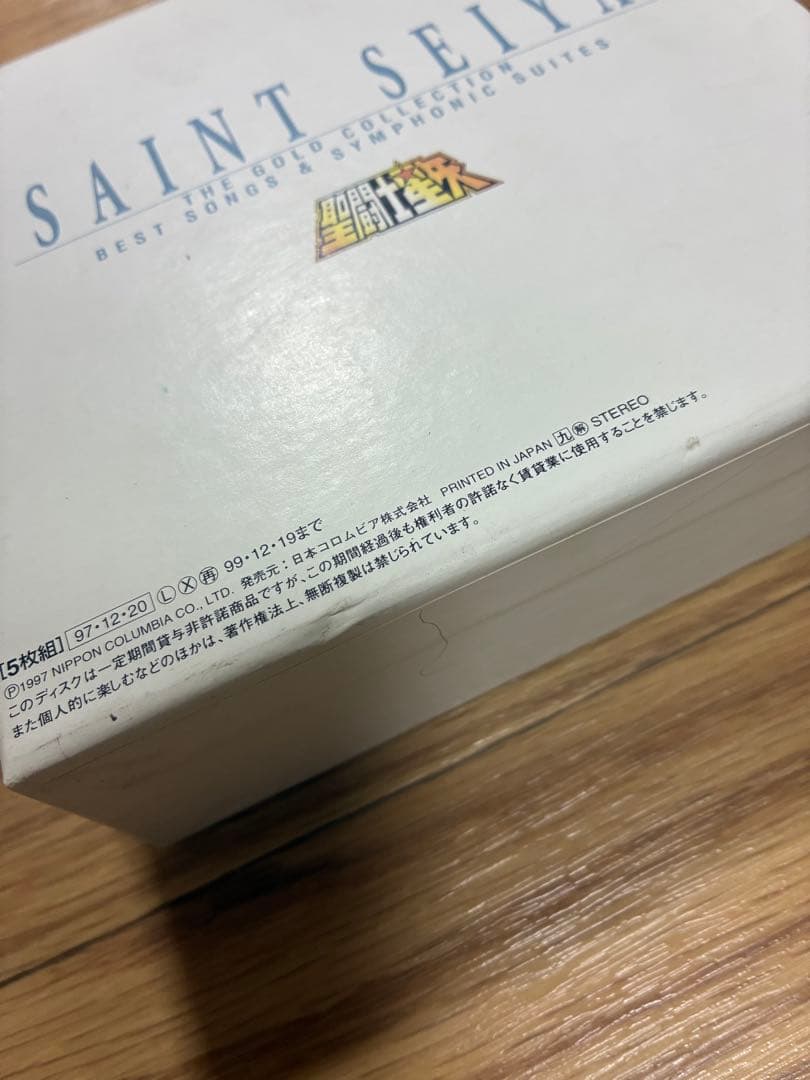 SAINT SEIYA
THE GOLD COLLECTION
BEST SONGS & SYMPHONIC SUITES
聖闘士星矢
[5枚組] 97・12・20 Ⓛ Ⓧ ㊢ 99・12・19まで
Ⓟ1997 NIPPON COLUMBIA CO., LTD. 発売元：日本コロムビア株式会社 PRINTED IN JAPAN 九 解 STEREO
このディスクは一定期間貸与非許諾商品ですが、この期間経過後も権利者の許諾なく賃貸業に使用することを禁じます。
また個人的に楽しむなどのほかは、著作権法上、無断複製は禁じられています。